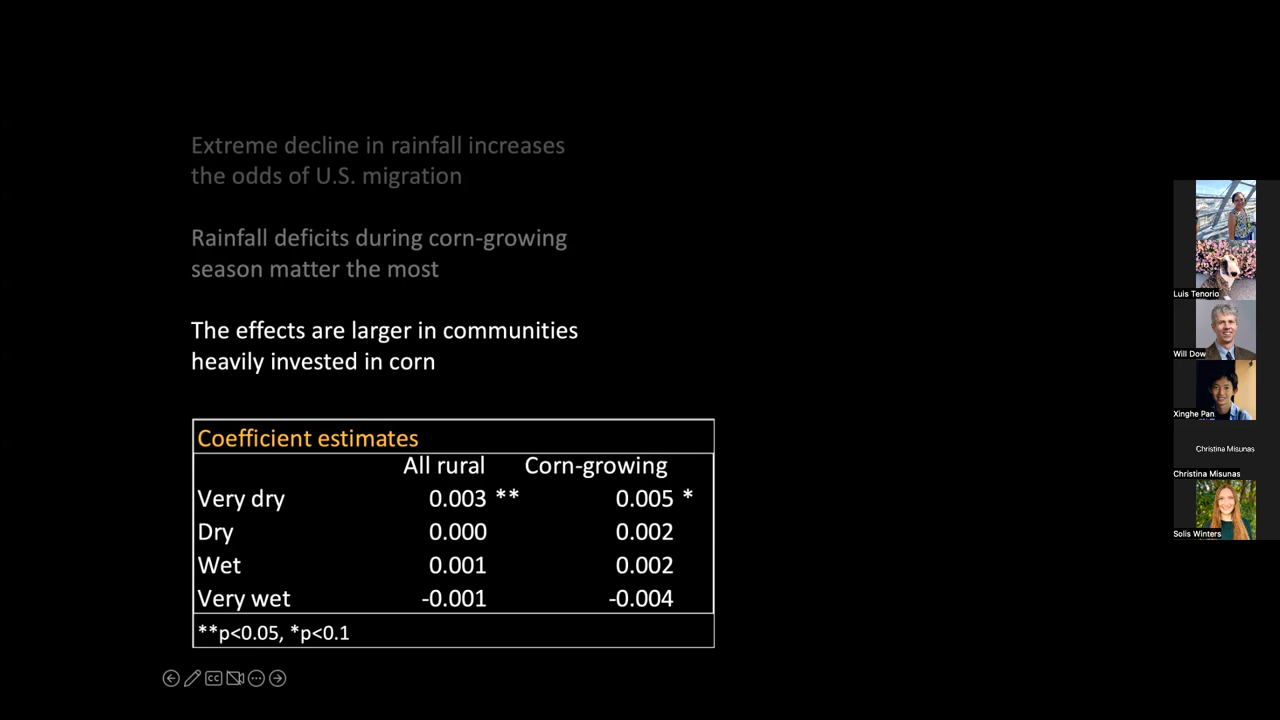 Extreme decline in rainfall increases
the odds of U.S. migration
Rainfall deficits during corn-growing
season matter the most
The effects are larger in communities
heavily invested in corn
Coefficient estimates
All rural Corn-growing
Very dry 0.003 ** 0.005 *
Dry 0.000 0.002
Wet 0.001 0.002
Very wet -0.001 -0.004
**p<0.05, *p<0.1
CC
Luis Tenorio
Will Dow
Xinghe Pan
Christina Misunas
Christina Misunas
Solis Winters